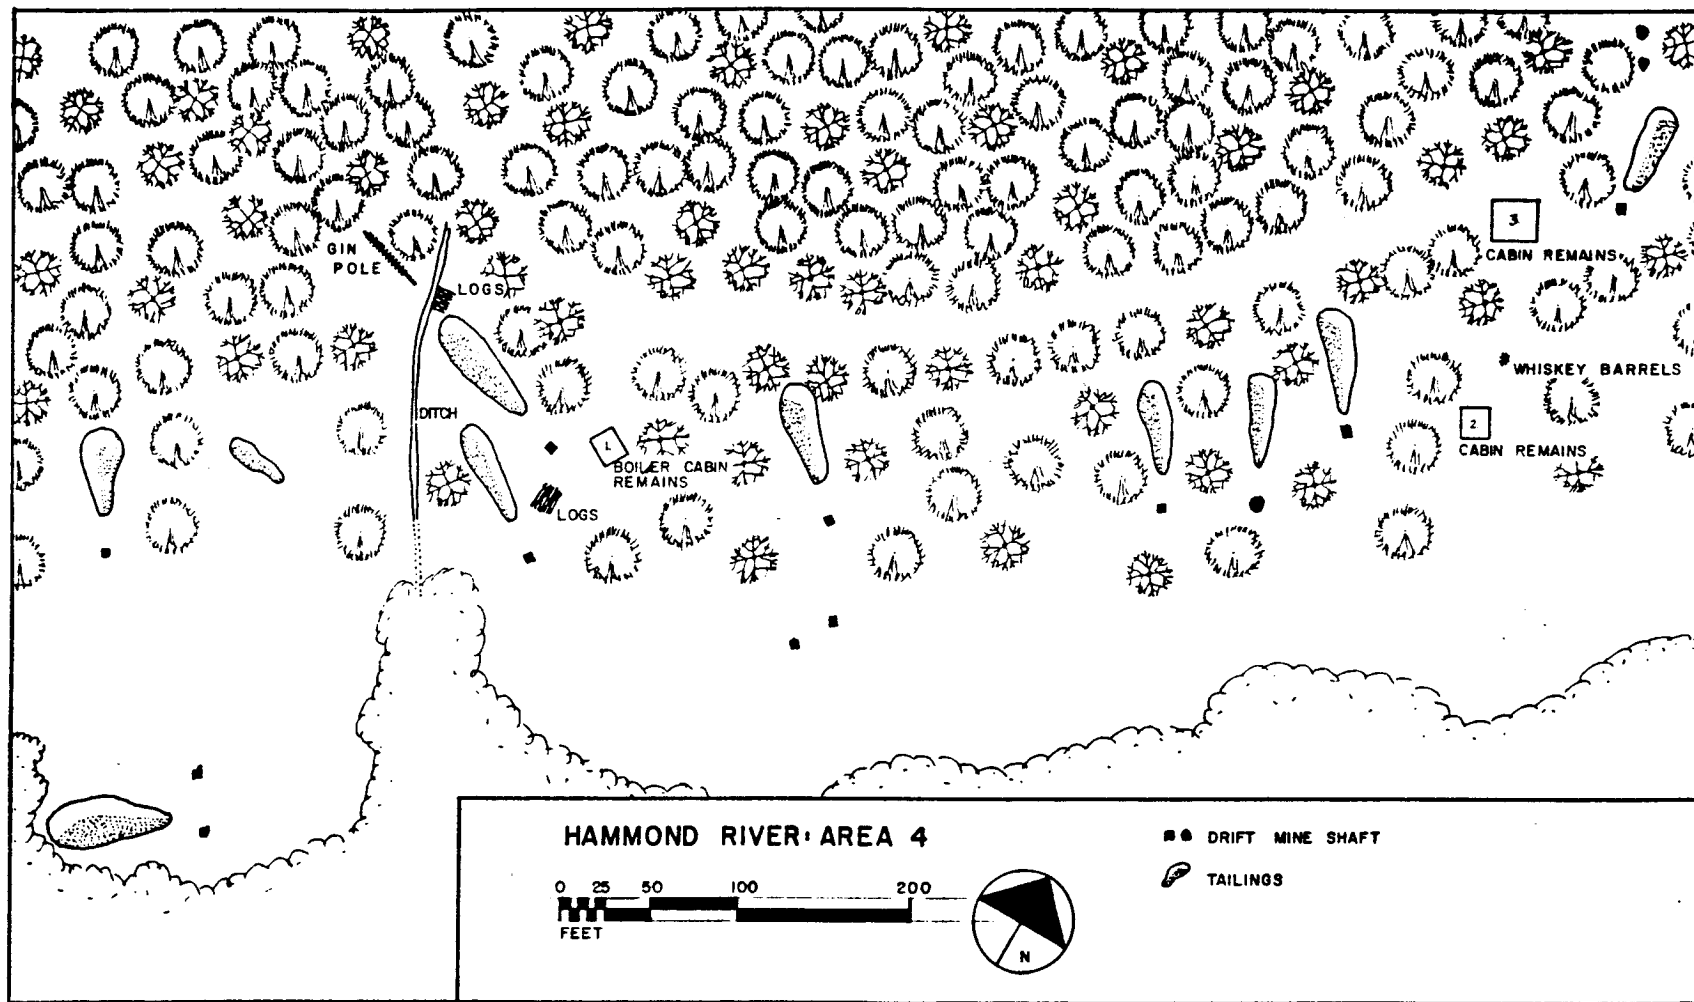 3
CABIN REMAINS
GIN
POLE
LOGS
WHISKEY BARRELS
DITCH
2
CABIN REMAINS
1
BOILER CABIN
REMAINS
LOGS
HAMMOND RIVER: AREA 4
0 25 50 100 200
FEET
N
DRIFT MINE SHAFT
TAILINGS